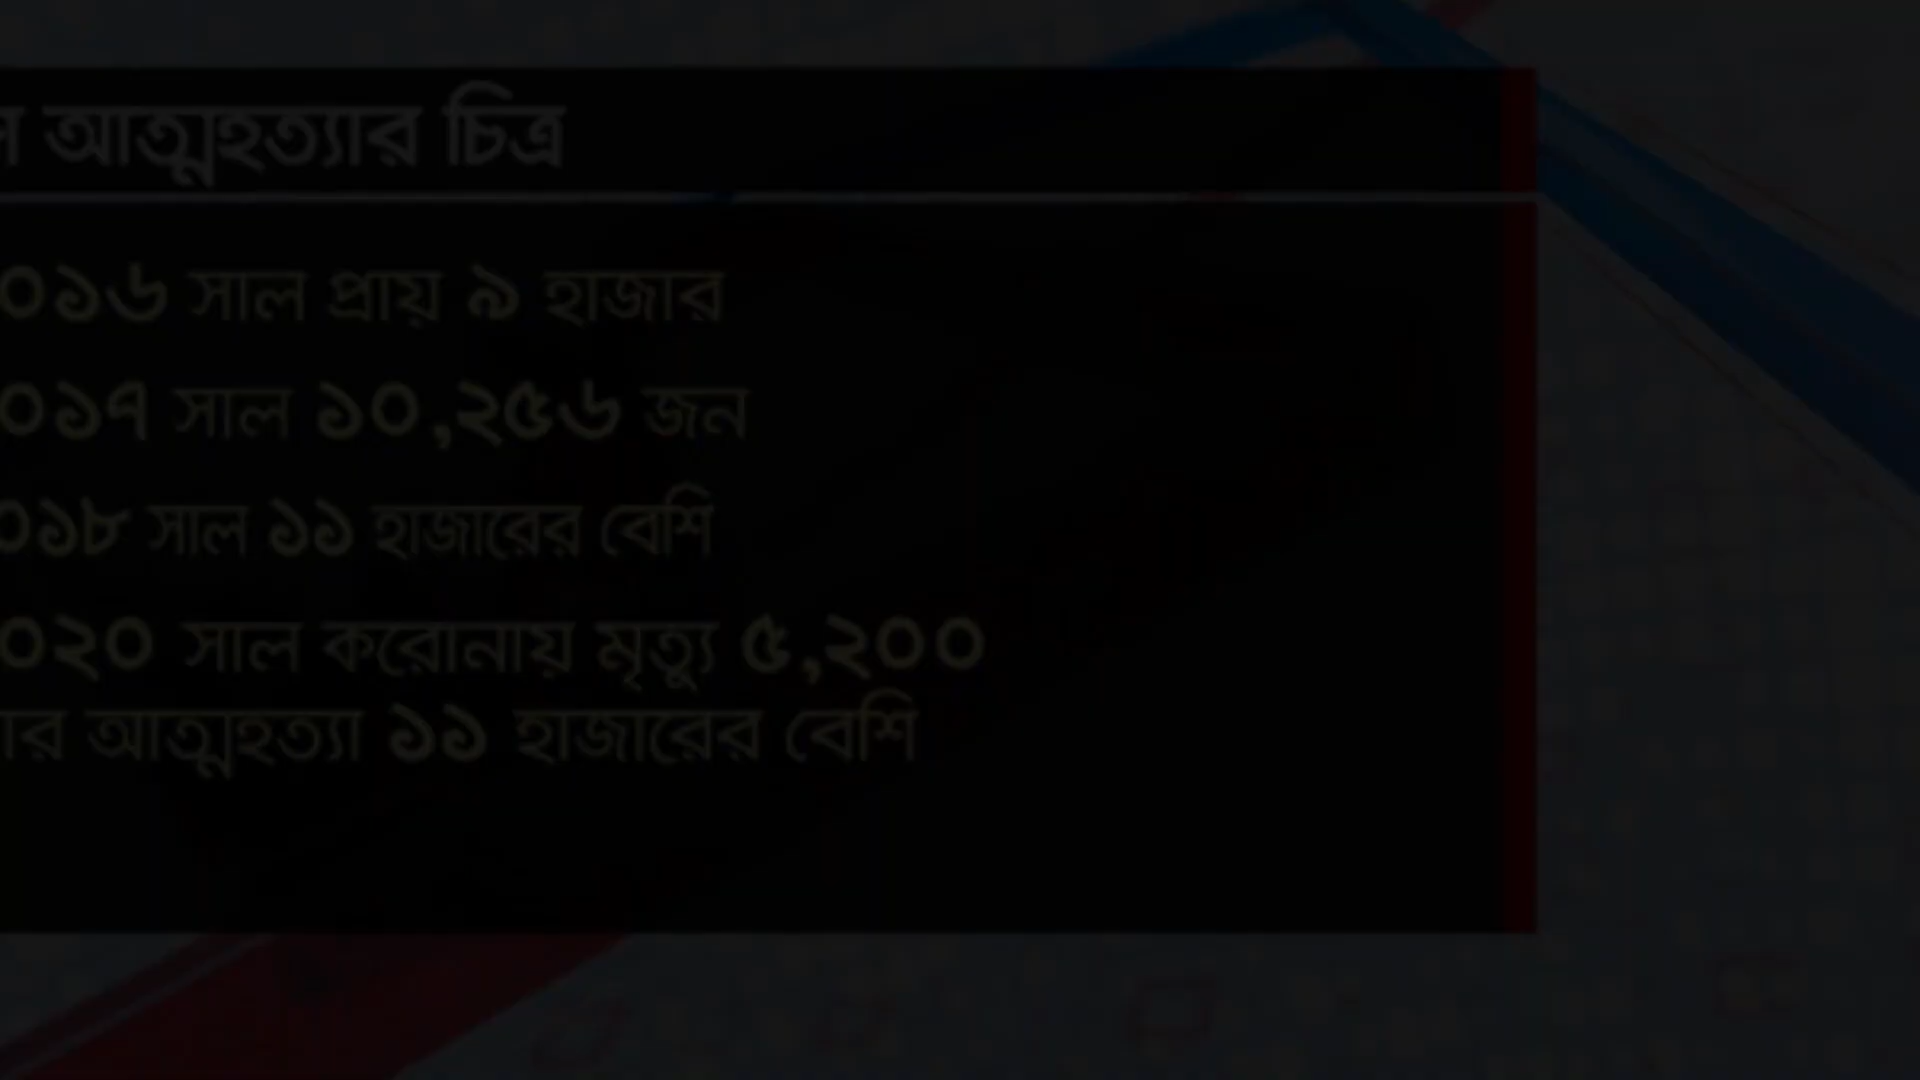 আত্মহত্যার চিত্র
০১৬ সাল প্রায় ৯ হাজার
০১৭ সাল ১০,২৫৬ জন
০১৮ সাল ১১ হাজারের বেশি
০২০ সাল করোনায় মৃত্যু ৫,২০০
আত্মহত্যা ১১ হাজারের বেশি